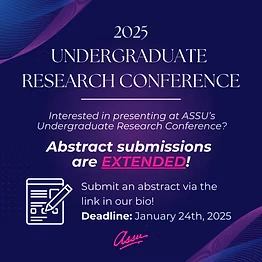 2025
UNDERGRADUATE
RESEARCH CONFERENCE
Interested in presenting at ASSU's
Undergraduate Research Conference?
Abstract submissions
are EXTENDED!
Submit an abstract via the
link in our bio!
Deadline: January 24th, 2025
assu